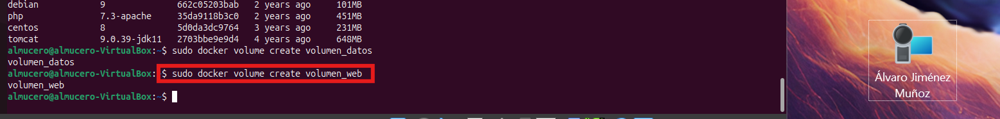 debian 9 662c05203bab 2 years ago 101MB
php 7.3-apache 35da9118b3c0 2 years ago 451MB
centos 8 5d0da3dc9764 3 years ago 231MB
tomcat 9.0.39-jdk11 2703bbe9e9d4 4 years ago 648MB
almucero@almucero-VirtualBox:~$ sudo docker volume create volumen_datos
volumen_datos
almucero@almucero-VirtualBox:~$ sudo docker volume create volumen_web
volumen_web
almucero@almucero-VirtualBox:~$
Álvaro Jiménez
Muñoz